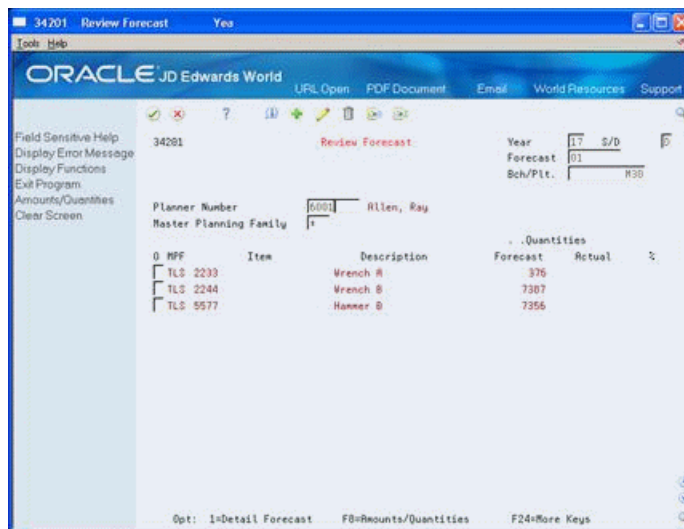 34201 Review Forecast Yea
Tools Help
ORACLE JD Edwards World
URL Open PDF Document Email World Resources Support
Field Sensitive Help
Display Error Message
Display Functions
Exit Program
Amounts/Quantities
Clear Screen
34201 Review Forecast Year 17 S/D D
Forecast 01
Bch/Plt. M30
Planner Number 6001 Allen, Ray
Master Planning Family *
. .Quantities
O MPF Item Description Forecast Actual %
TLS 2233 Wrench A 376
TLS 2244 Wrench B 7387
TLS 5577 Hammer B 7356
Opt: 1=Detail Forecast F8=Amounts/Quantities F24=More Keys